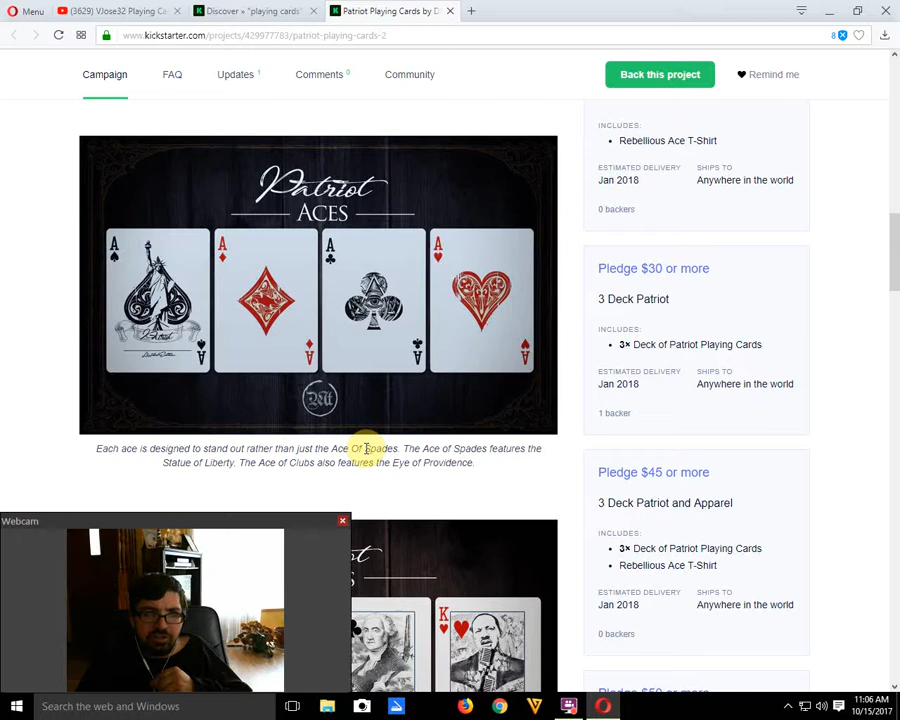 Menu
(3629) VJose32 Playing Ca
Discover » "playing cards"
Patriot Playing Cards by D
www.kickstarter.com/projects/429977783/patriot-playing-cards-2
8
Campaign
FAQ
Updates 1
Comments 0
Community
Back this project
Remind me
INCLUDES:
• Rebellious Ace T-Shirt
ESTIMATED DELIVERY
SHIPS TO
Jan 2018
Anywhere in the world
0 backers
Patriot
ACES
A
A
A
A
Patriot
A
A
A
A
Each ace is designed to stand out rather than just the Ace Of Spades. The Ace of Spades features the
Statue of Liberty. The Ace of Clubs also features the Eye of Providence.
Pledge $30 or more
3 Deck Patriot
INCLUDES:
• 3× Deck of Patriot Playing Cards
ESTIMATED DELIVERY
SHIPS TO
Jan 2018
Anywhere in the world
1 backer
Pledge $45 or more
3 Deck Patriot and Apparel
INCLUDES:
• 3× Deck of Patriot Playing Cards
• Rebellious Ace T-Shirt
ESTIMATED DELIVERY
SHIPS TO
Jan 2018
Anywhere in the world
0 backers
K
Webcam
Search the web and Windows
11:06 AM
10/15/2017